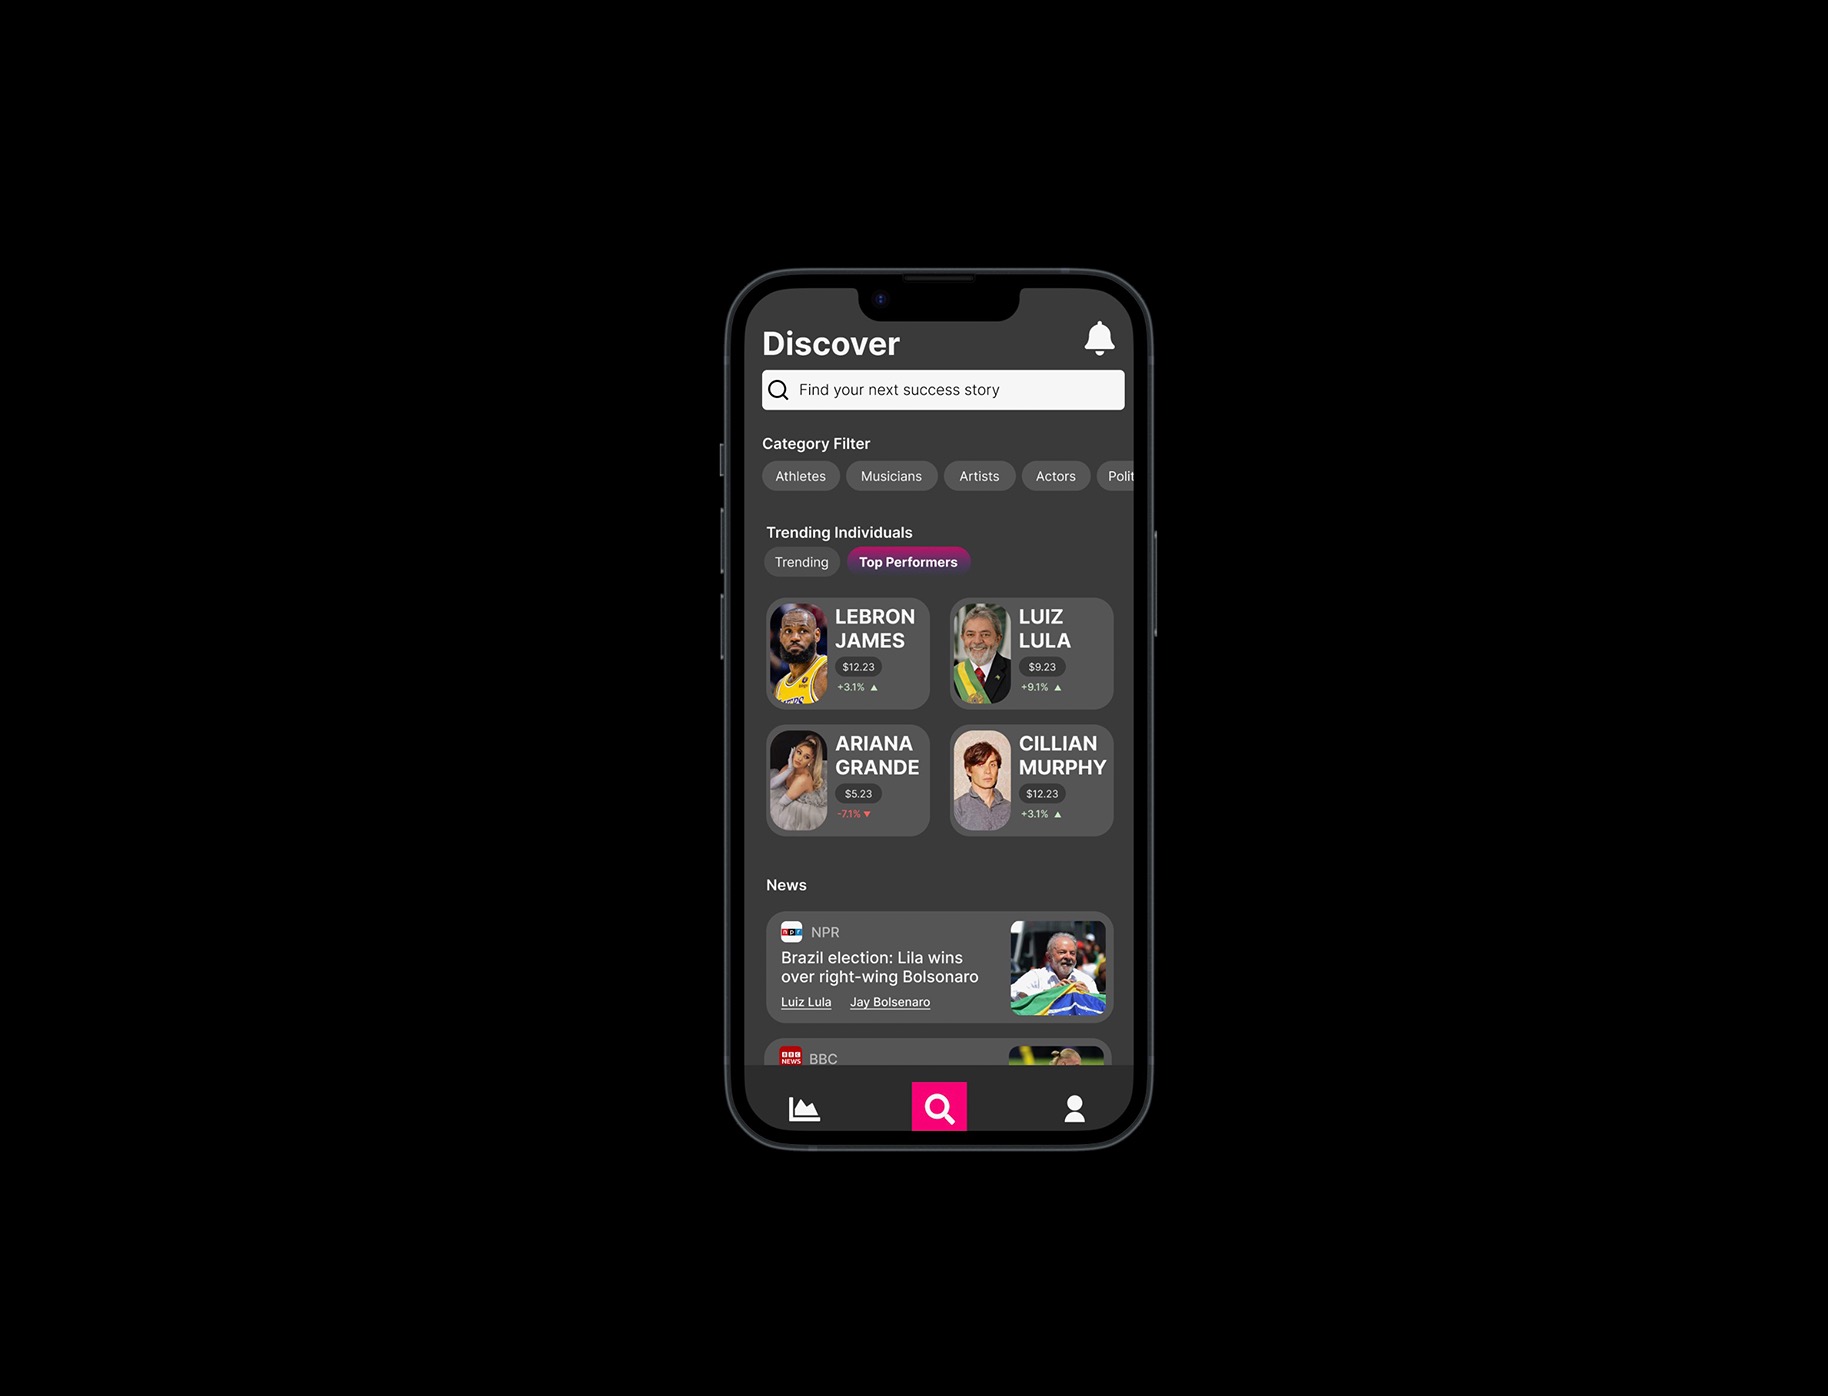 Discover
Find your next success story
Category Filter
Athletes Musicians Artists Actors Polit
Trending Individuals
Trending Top Performers
LEBRON
JAMES
$12.23
+3.1%
LUIZ
LULA
$9.23
+9.1%
ARIANA
GRANDE
$5.23
-7.1%
CILLIAN
MURPHY
$12.23
+3.1%
News
npr NPR
Brazil election: Lila wins
over right-wing Bolsonaro
Luiz Lula Jay Bolsenaro
BBC NEWS BBC